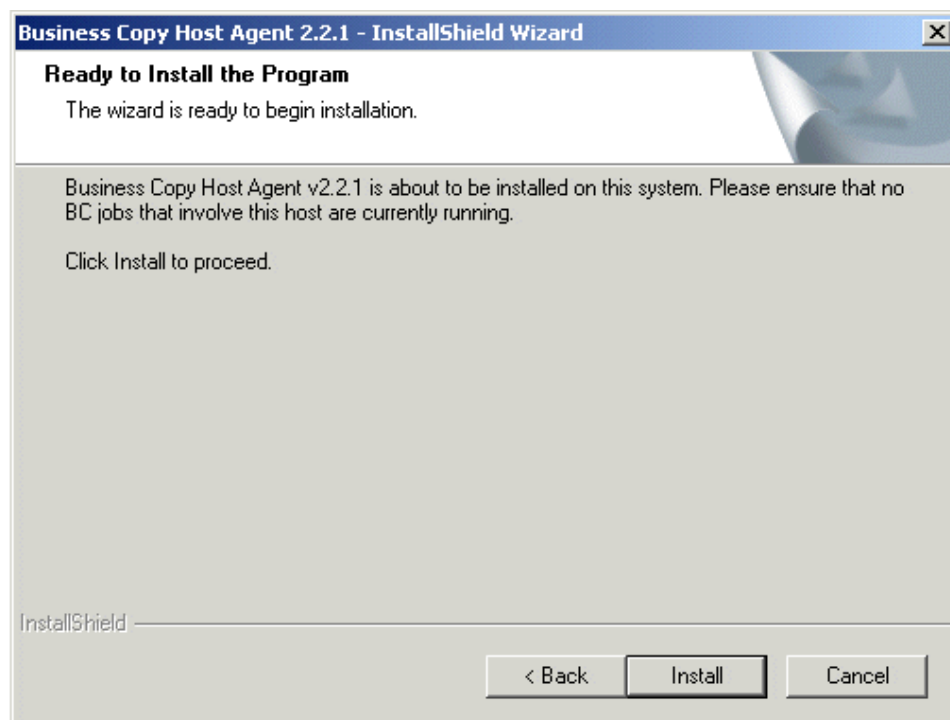 Business Copy Host Agent 2.2.1 - InstallShield Wizard
Ready to Install the Program
The wizard is ready to begin installation.
Business Copy Host Agent v2.2.1 is about to be installed on this system. Please ensure that no
BC jobs that involve this host are currently running.
Click Install to proceed.
InstallShield
< Back
Install
Cancel